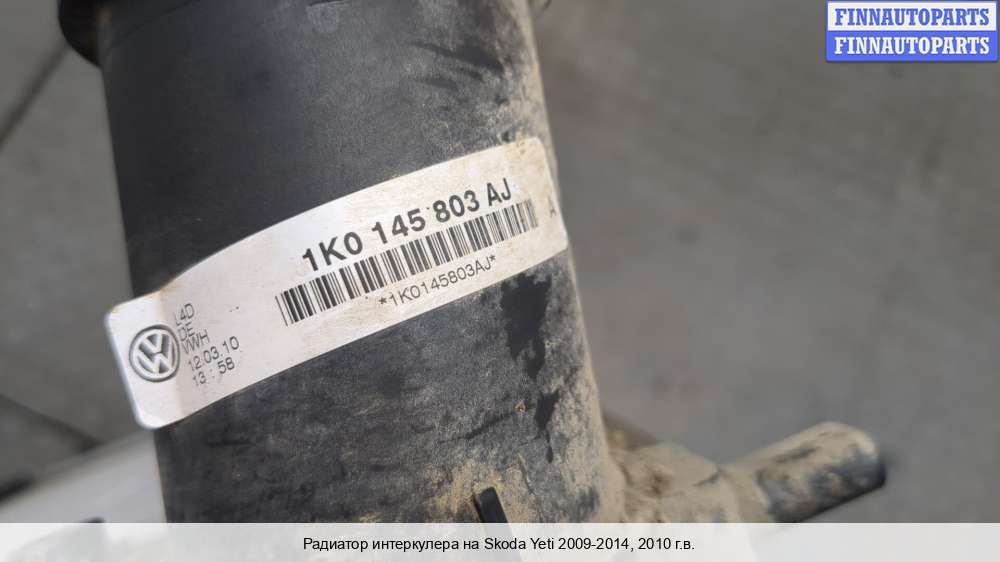 FINNAUTOPARTS
FINNAUTOPARTS
1K0 145 803 AJ
A
*1K0145803AJ*
L4D
DE
VWH
12.03.10
13:58
Радиатор интеркулера на Skoda Yeti 2009-2014, 2010 г.в.